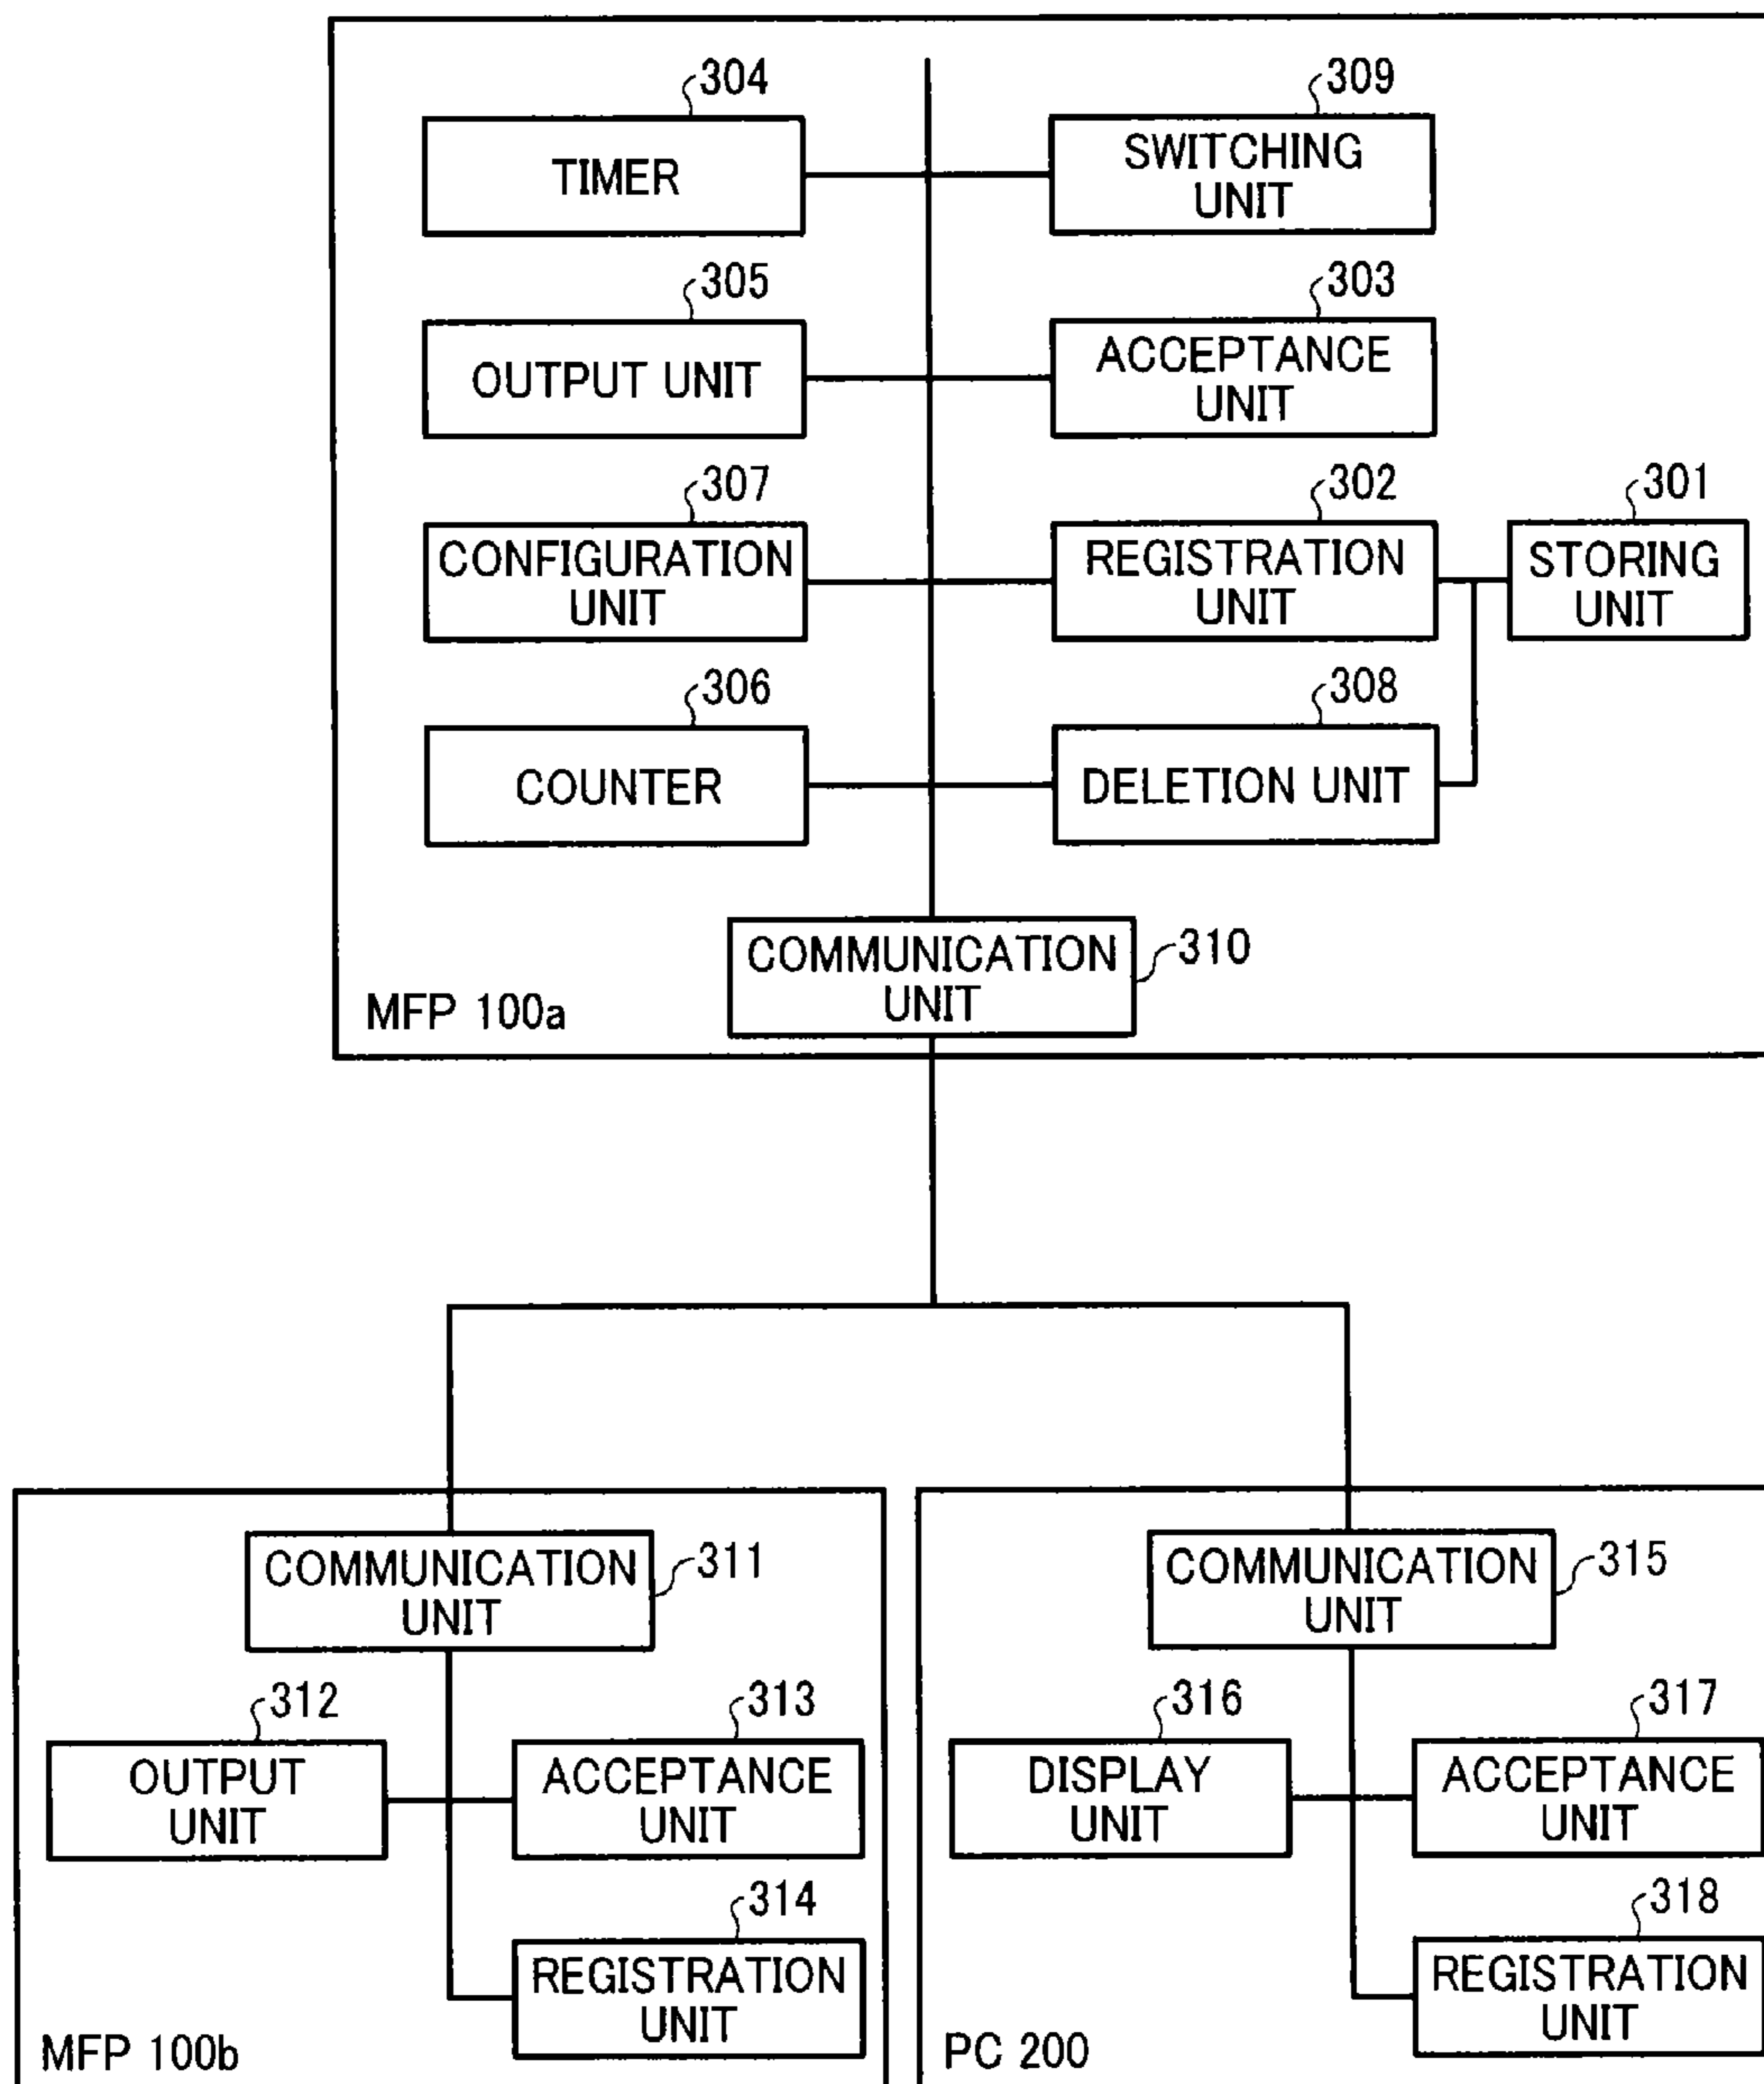 304
309
TIMER
SWITCHING
UNIT
305
303
OUTPUT UNIT
ACCEPTANCE
UNIT
307
302
301
CONFIGURATION
UNIT
REGISTRATION
UNIT
STORING
UNIT
306
308
COUNTER
DELETION UNIT
COMMUNICATION
UNIT
310
MFP 100a
COMMUNICATION
UNIT
311
COMMUNICATION
UNIT
315
312
313
316
317
OUTPUT
UNIT
ACCEPTANCE
UNIT
DISPLAY
UNIT
ACCEPTANCE
UNIT
314
318
REGISTRATION
UNIT
REGISTRATION
UNIT
MFP 100b
PC 200